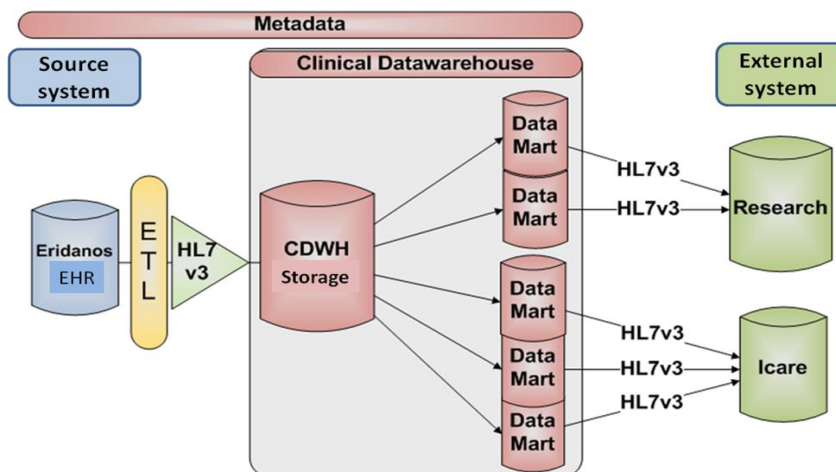 Metadata
Source
system
Clinical Datawarehouse
External
system
Eridanos
EHR
E
T
L
HL7
v3
CDWH
Storage
Data
Mart
Data
Mart
Data
Mart
Data
Mart
Data
Mart
HL7v3
HL7v3
HL7v3
HL7v3
HL7v3
Research
Icare